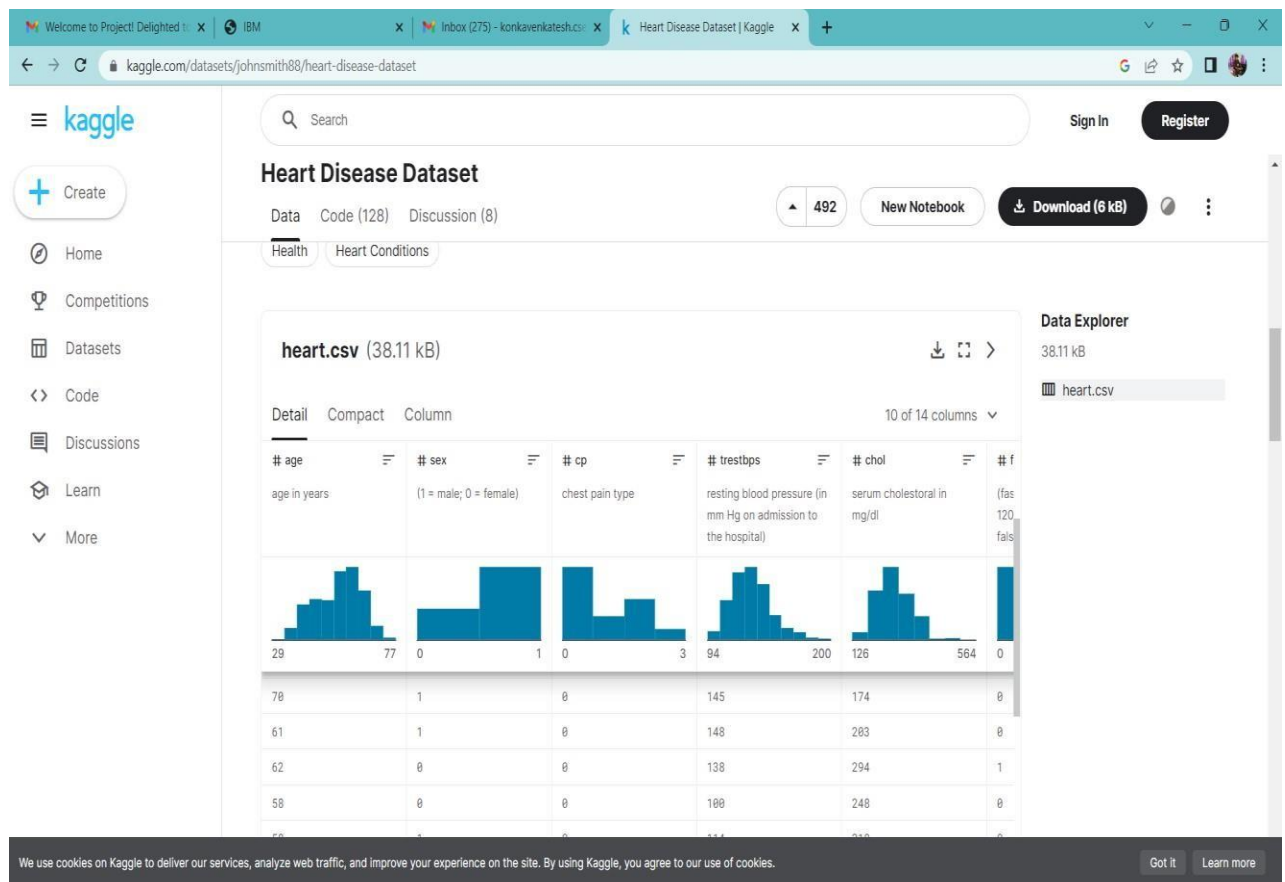 Welcome to Project! Delighted t
IBM
Inbox (275) - konkavenkatesh.cse
Heart Disease Dataset | Kaggle
kaggle.com/datasets/johnsmith88/heart-disease-dataset
kaggle
Search
Sign In
Register
Create
Home
Competitions
Datasets
Code
Discussions
Learn
More
Heart Disease Dataset
Data Code (128) Discussion (8)
492
New Notebook
Download (6 kB)
Health Heart Conditions
heart.csv (38.11 kB)
Detail Compact Column
10 of 14 columns
Data Explorer
38.11 kB
heart.csv
# age # sex # cp # trestbps # chol # f
age in years
(1 = male; 0 = female)
chest pain type
resting blood pressure (in
mm Hg on admission to
the hospital)
serum cholestoral in
mg/dl
(fas
120
fals
29 77 0 1 0 3 94 200 126 564 0
70 1 0 145 174 0
61 1 0 148 203 0
62 0 0 138 294 1
58 0 0 100 248 0
We use cookies on Kaggle to deliver our services, analyze web traffic, and improve your experience on the site. By using Kaggle, you agree to our use of cookies.
Got it
Learn more